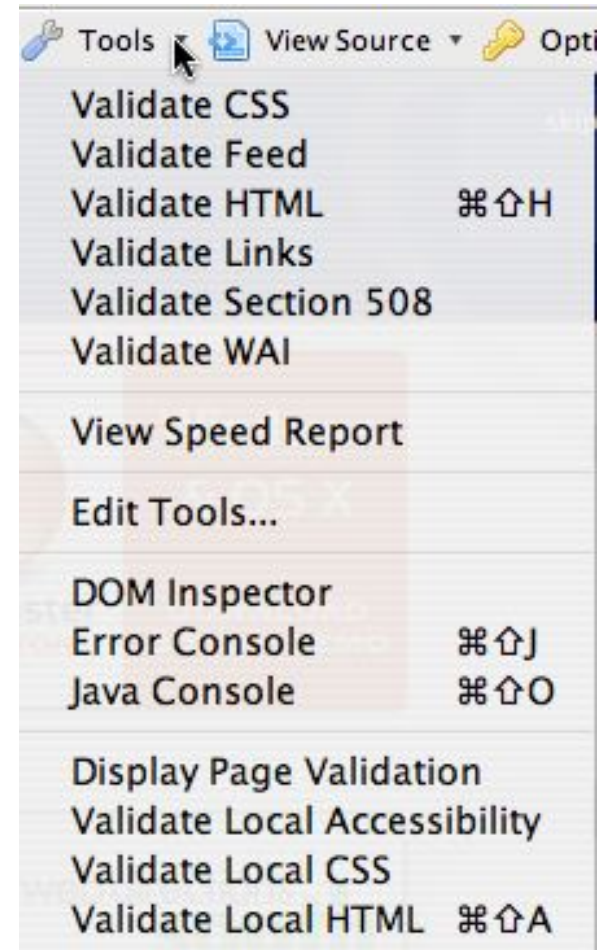 Tools View Source Opti
Validate CSS
Validate Feed
Validate HTML ⌘⇧H
Validate Links
Validate Section 508
Validate WAI
View Speed Report
Edit Tools...
DOM Inspector
Error Console ⌘⇧J
Java Console ⌘⇧O
Display Page Validation
Validate Local Accessibility
Validate Local CSS
Validate Local HTML ⌘⇧A